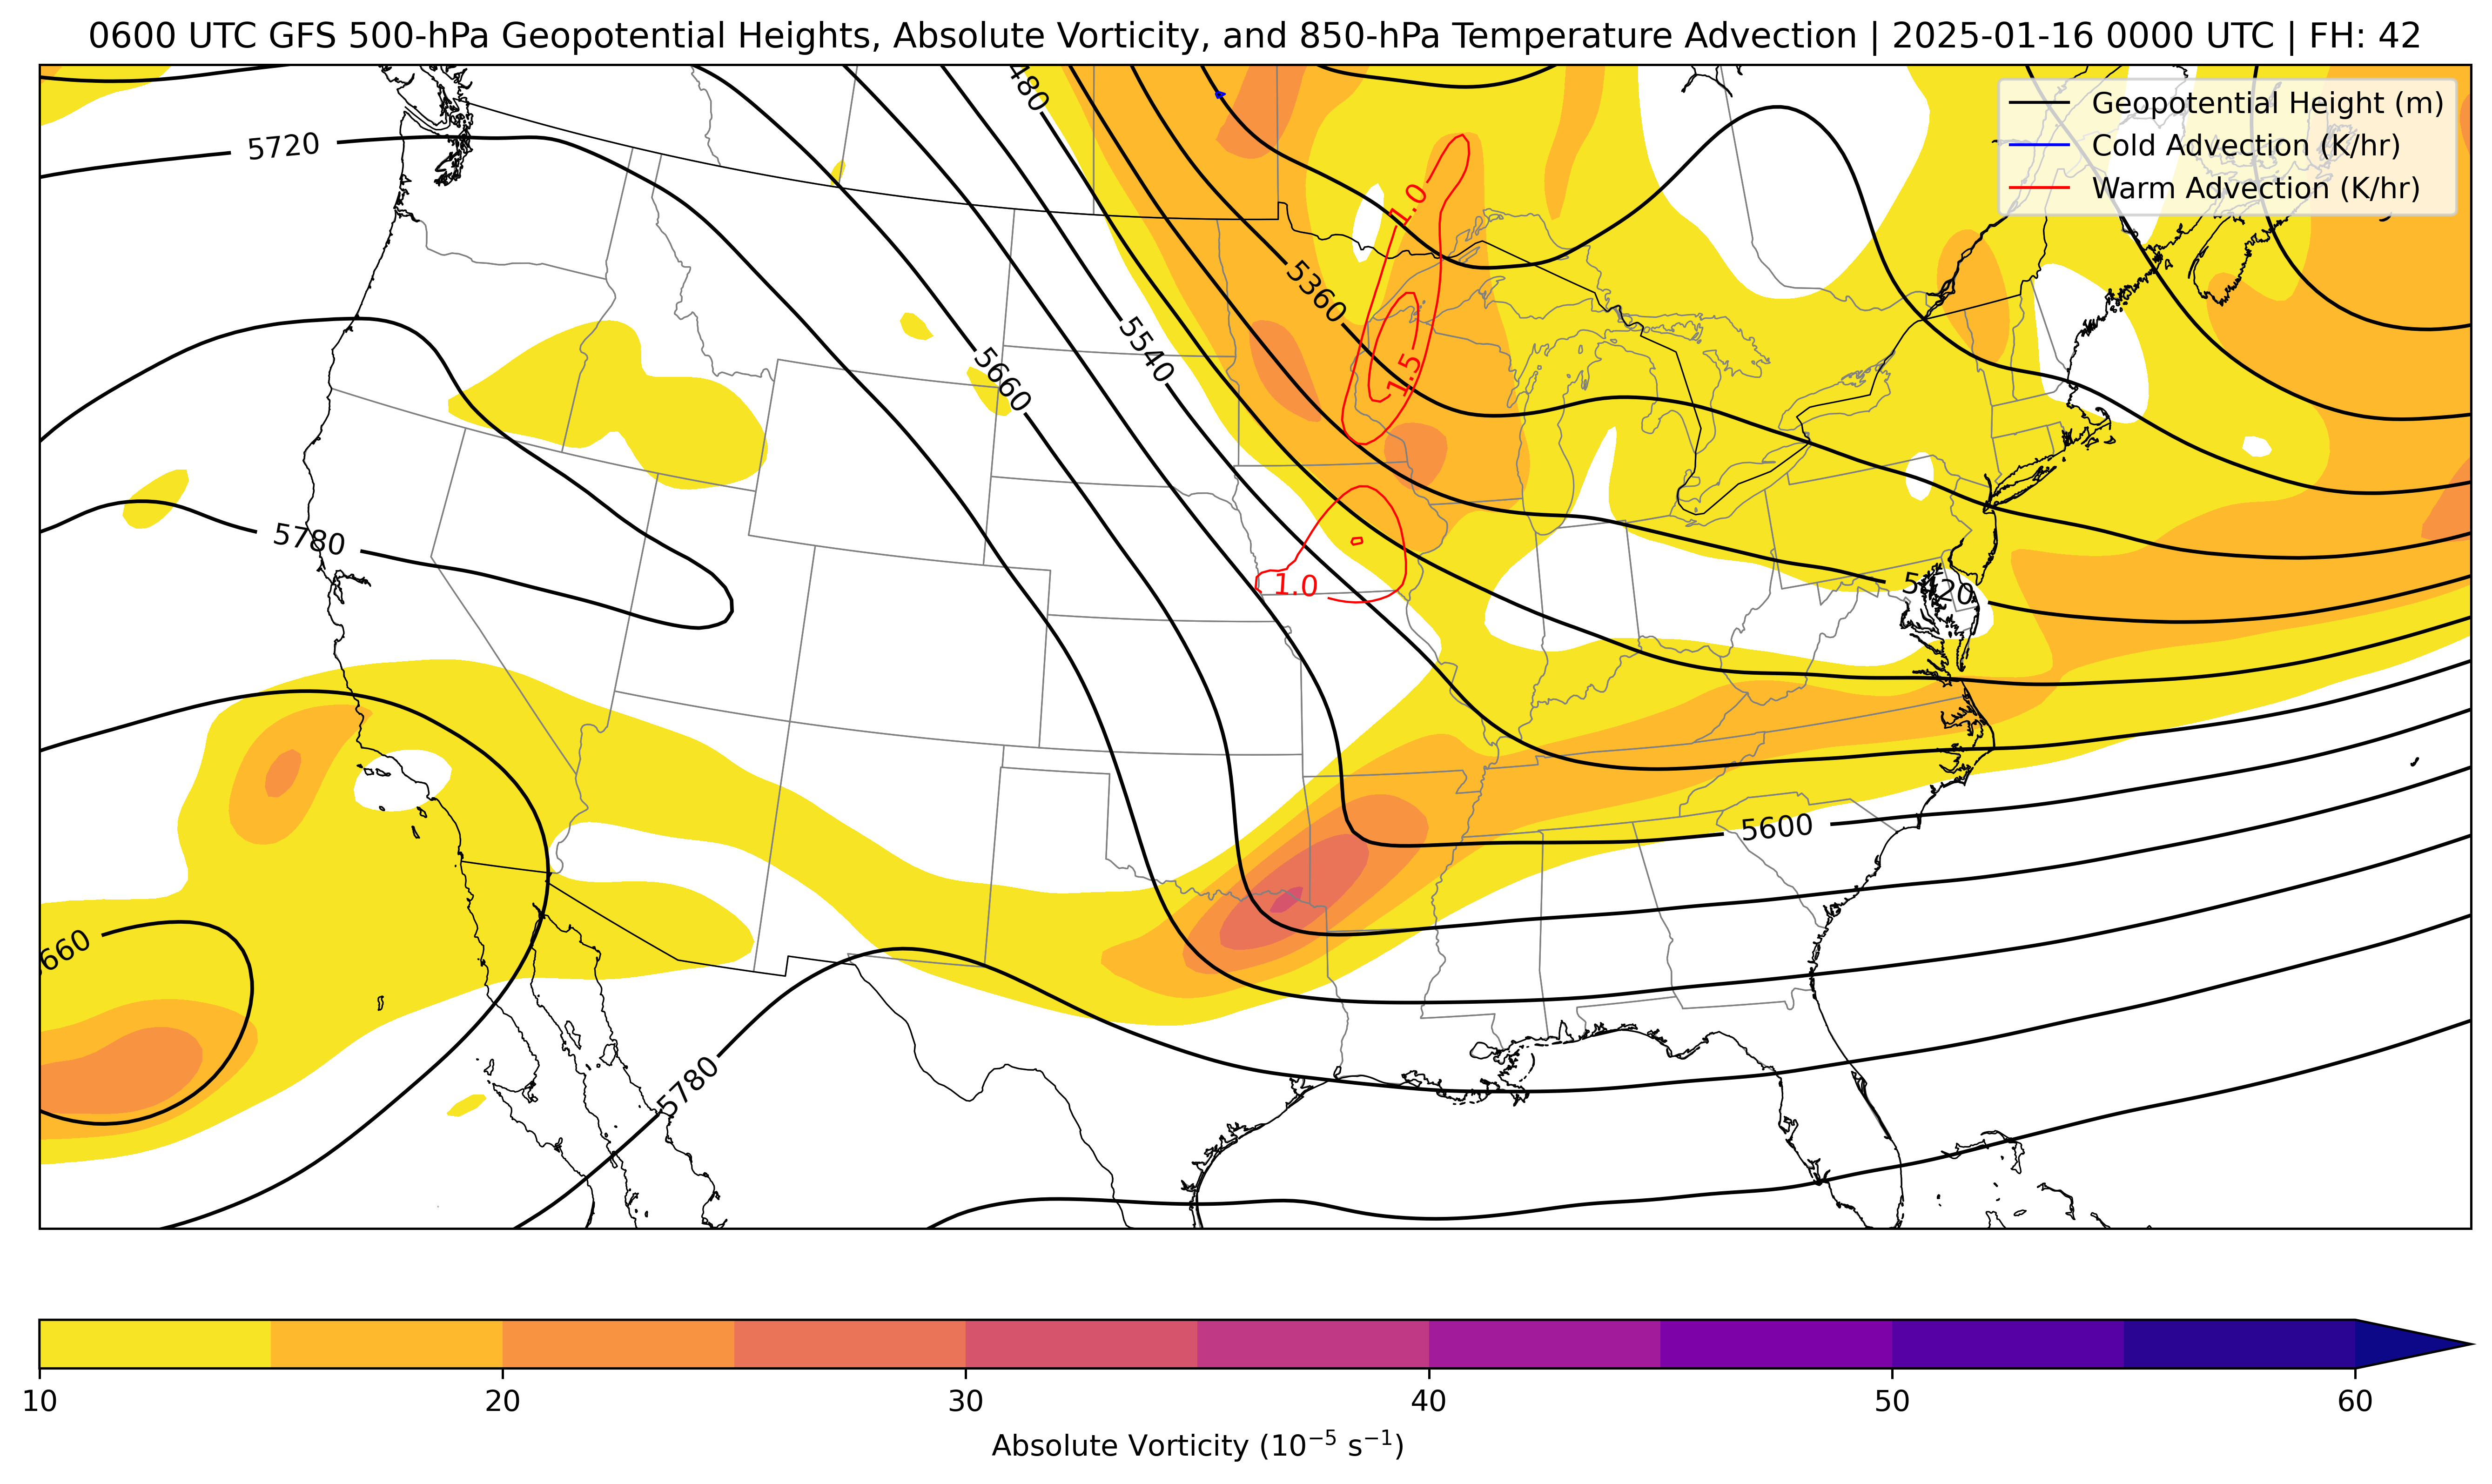 0600 UTC GFS 500-hPa Geopotential Heights, Absolute Vorticity, and 850-hPa Temperature Advection | 2025-01-16 0000 UTC | FH: 42
Geopotential Height (m)
Cold Advection (K/hr)
Warm Advection (K/hr)
480
5720
1.0
5360
5540
5660
1.5
5780
1.0
5420
5600
660
5780
10 20 30 40 50 60
Absolute Vorticity (10⁻⁵ s⁻¹)